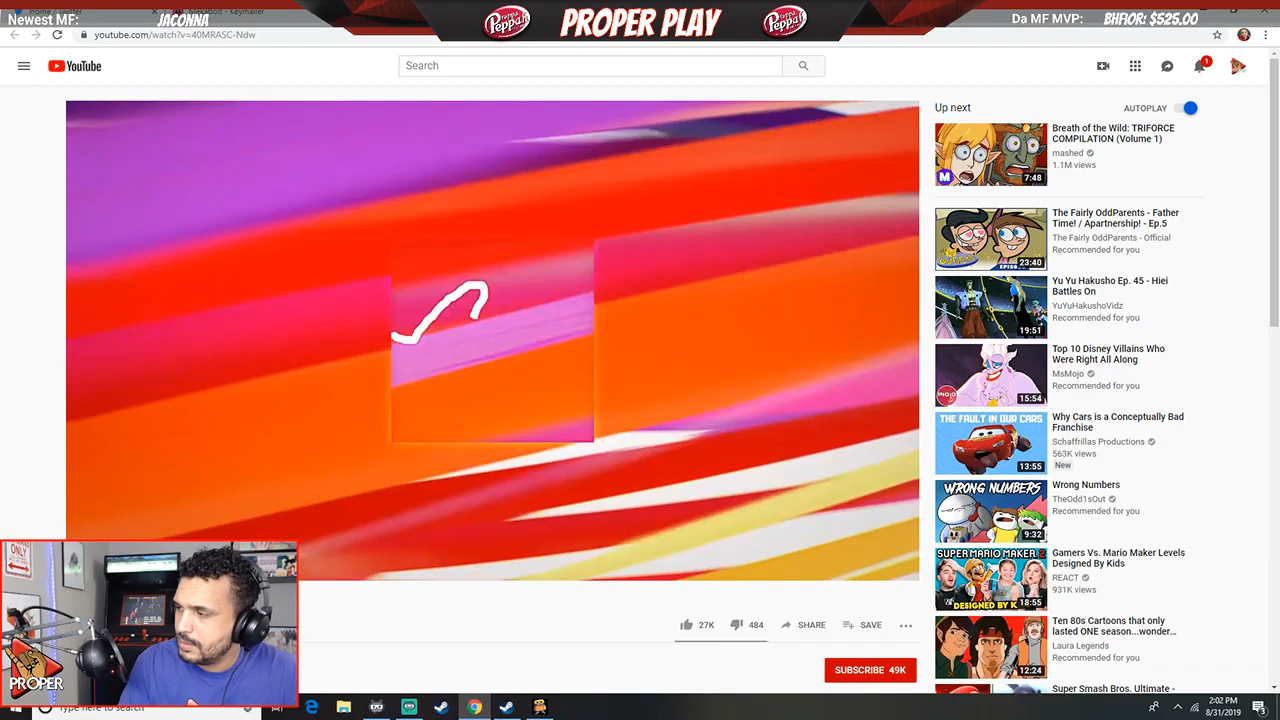 Newest MF: JACONNA
PROPER PLAY
Peppah
Peppah
Da MF MVP: BHFIOR: $525.00
youtube.com/watch?v=40MRASC-Ndw
YouTube
Search
1
Up next
AUTOPLAY
Breath of the Wild: TRIFORCE
COMPILATION (Volume 1)
mashed
1.1M views
M
7:48
The Fairly OddParents - Father
Time! / Apartnership! - Ep.5
The Fairly OddParents - Official
Recommended for you
23:40
Yu Yu Hakusho Ep. 45 - Hiei
Battles On
YuYuHakushoVidz
Recommended for you
19:51
Top 10 Disney Villains Who
Were Right All Along
MsMojo
Recommended for you
mojo
15:54
Why Cars is a Conceptually Bad
Franchise
Schaffrillas Productions
563K views
New
THE FAULT IN OUR CARS
13:55
Wrong Numbers
TheOdd1sOut
Recommended for you
WRONG NUMBERS
9:32
Gamers Vs. Mario Maker Levels
Designed By Kids
REACT
931K views
SUPER MARIO MAKER 2
DESIGNED BY K
18:55
Ten 80s Cartoons that only
lasted ONE season...wonder...
Laura Legends
Recommended for you
12:24
Super Smash Bros. Ultimate -
27K
484
SHARE
SAVE
SUBSCRIBE 49K
ONLY
PROPER
Type here to search
2:02 PM
8/31/2019
3